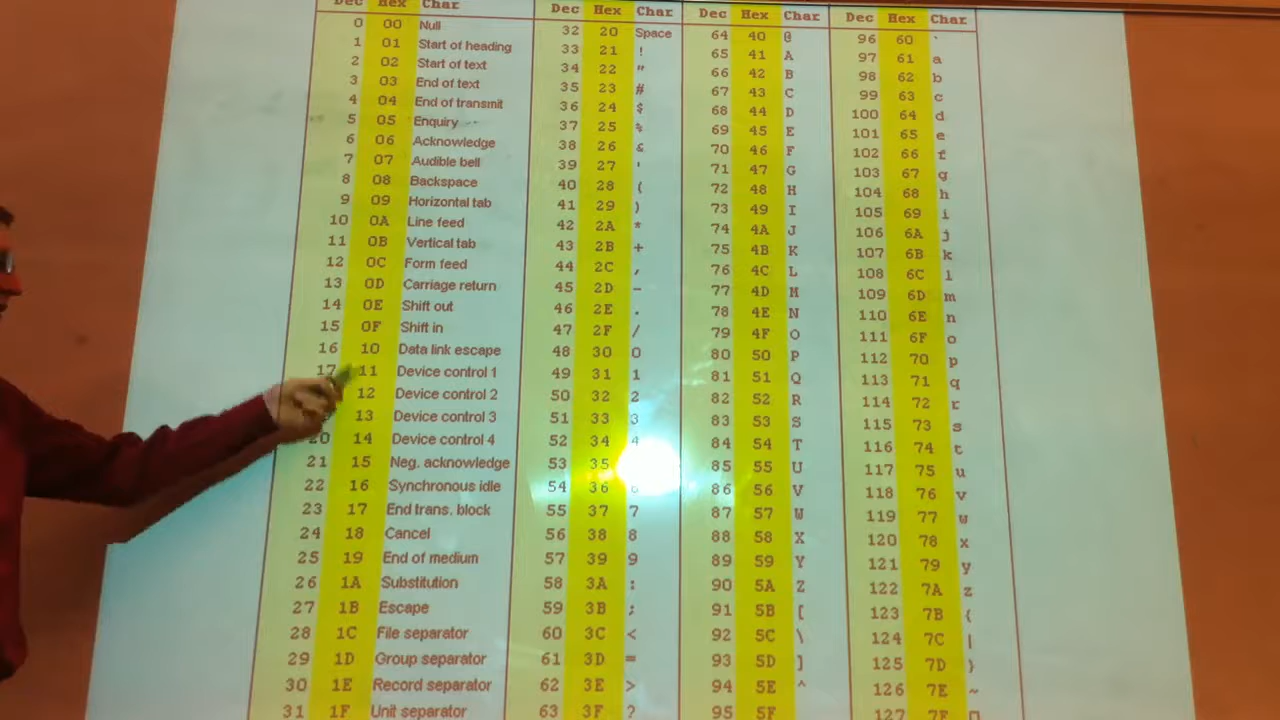 Dec Hex Char Dec Hex Char Dec Hex Char Dec Hex Char
0 00 Null 32 20 Space 64 40 @ 96 60 `
1 01 Start of heading 33 21 ! 65 41 A 97 61 a
2 02 Start of text 34 22 " 66 42 B 98 62 b
3 03 End of text 35 23 # 67 43 C 99 63 c
4 04 End of transmit 36 24 $ 68 44 D 100 64 d
5 05 Enquiry 37 25 % 69 45 E 101 65 e
6 06 Acknowledge 38 26 & 70 46 F 102 66 f
7 07 Audible bell 39 27 ' 71 47 G 103 67 g
8 08 Backspace 40 28 ( 72 48 H 104 68 h
9 09 Horizontal tab 41 29 ) 73 49 I 105 69 i
10 0A Line feed 42 2A * 74 4A J 106 6A j
11 0B Vertical tab 43 2B + 75 4B K 107 6B k
12 0C Form feed 44 2C , 76 4C L 108 6C l
13 0D Carriage return 45 2D - 77 4D M 109 6D m
14 0E Shift out 46 2E . 78 4E N 110 6E n
15 0F Shift in 47 2F / 79 4F O 111 6F o
16 10 Data link escape 48 30 0 80 50 P 112 70 p
17 11 Device control 1 49 31 1 81 51 Q 113 71 q
12 Device control 2 50 32 2 82 52 R 114 72 r
13 Device control 3 51 33 3 83 53 S 115 73 s
20 14 Device control 4 52 34 4 84 54 T 116 74 t
21 15 Neg. acknowledge 53 35 85 55 U 117 75 u
22 16 Synchronous idle 54 36 6 86 56 V 118 76 v
23 17 End trans. block 55 37 7 87 57 W 119 77 w
24 18 Cancel 56 38 8 88 58 X 120 78 x
25 19 End of medium 57 39 9 89 59 Y 121 79 y
26 1A Substitution 58 3A : 90 5A Z 122 7A z
27 1B Escape 59 3B ; 91 5B [ 123 7B {
28 1C File separator 60 3C < 92 5C \ 124 7C |
29 1D Group separator 61 3D = 93 5D ] 125 7D }
30 1E Record separator 62 3E > 94 5E ^ 126 7E ~
31 1F Unit separator 63 3F ? 95 5F 127 7F □